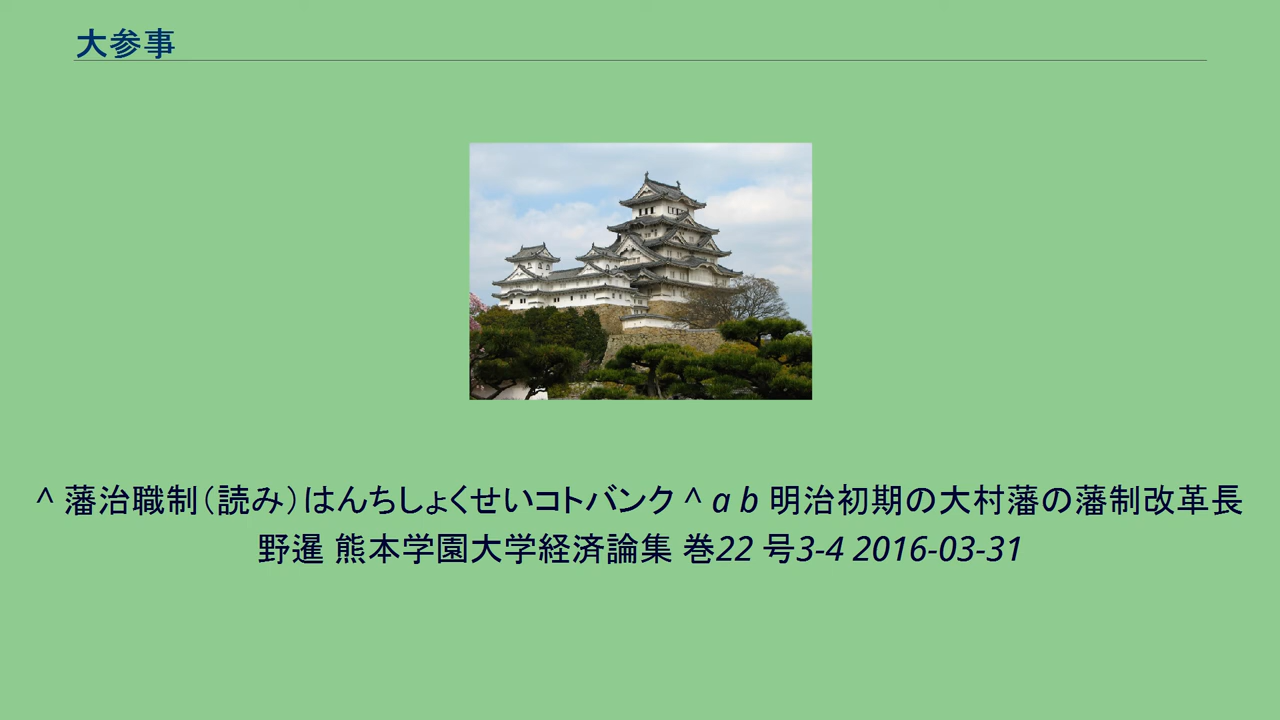 大参事
^ 藩治職制（読み）はんちしょくせいコトバンク ^ a b 明治初期の大村藩の藩制改革長
野暹 熊本学園大学経済論集 巻22 号3-4 2016-03-31